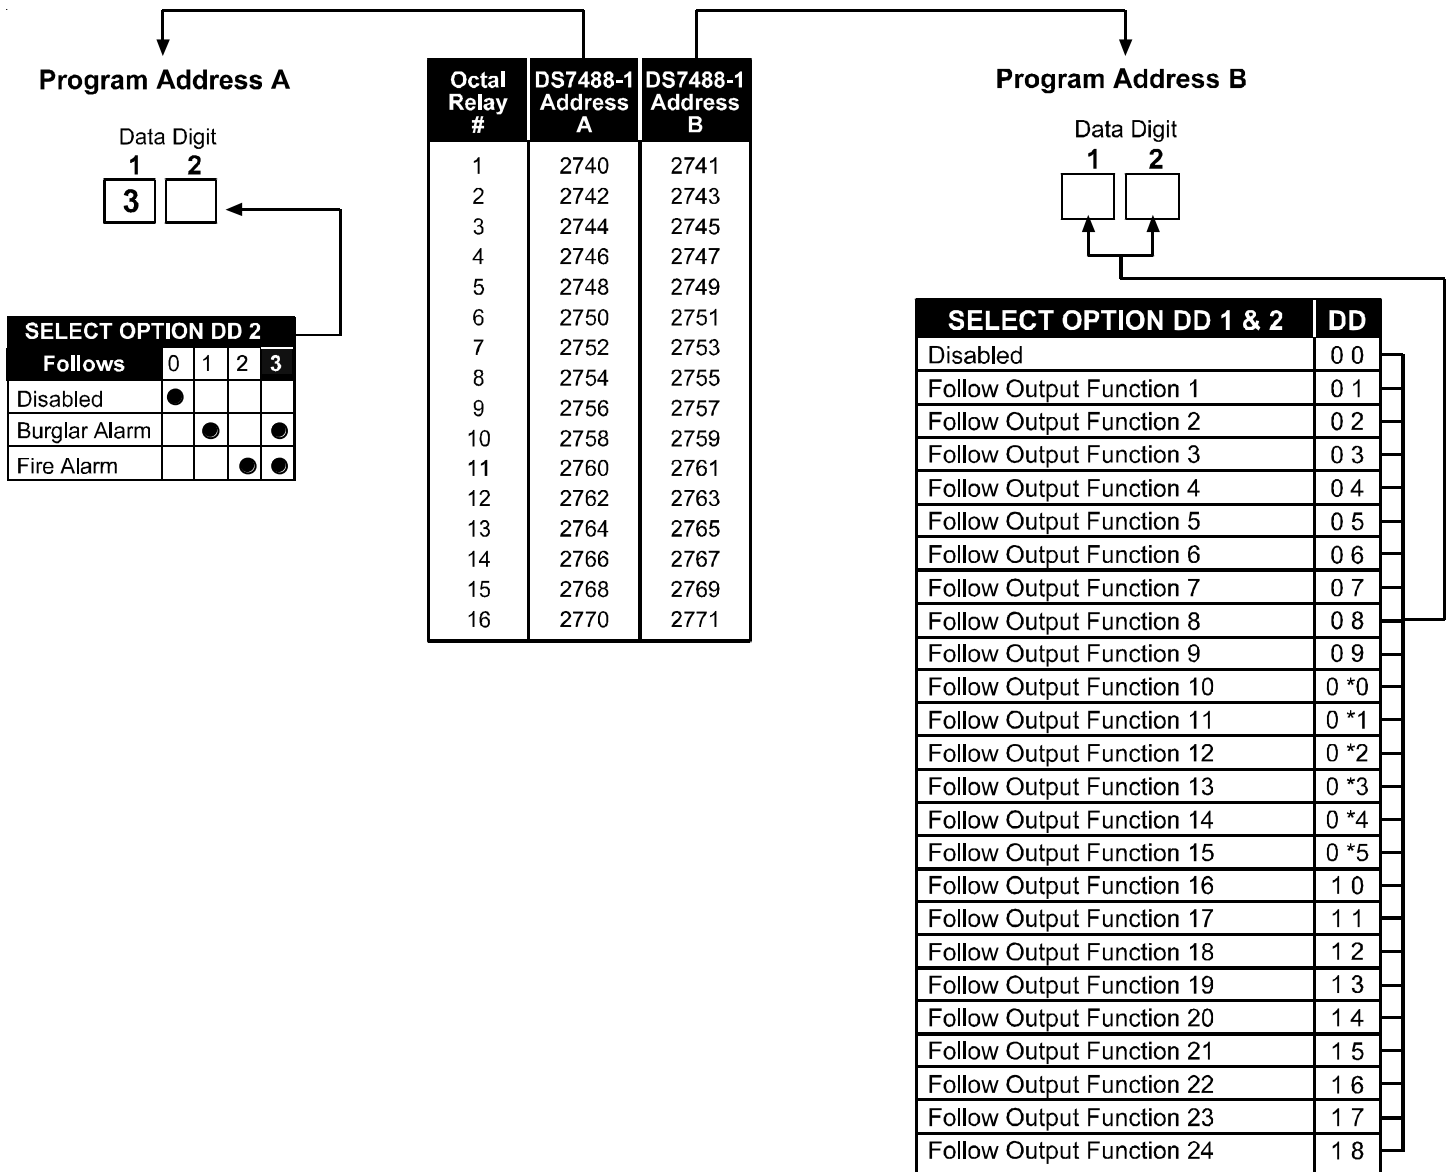 Program Address A
Data Digit
1 2
3
SELECT OPTION DD 2
Follows 0 1 2 3
Disabled
Burglar Alarm
Fire Alarm
Octal Relay # DS7488-1 Address A DS7488-1 Address B
1 2740 2741
2 2742 2743
3 2744 2745
4 2746 2747
5 2748 2749
6 2750 2751
7 2752 2753
8 2754 2755
9 2756 2757
10 2758 2759
11 2760 2761
12 2762 2763
13 2764 2765
14 2766 2767
15 2768 2769
16 2770 2771
Program Address B
Data Digit
1 2
SELECT OPTION DD 1 & 2 DD
Disabled 0 0
Follow Output Function 1 0 1
Follow Output Function 2 0 2
Follow Output Function 3 0 3
Follow Output Function 4 0 4
Follow Output Function 5 0 5
Follow Output Function 6 0 6
Follow Output Function 7 0 7
Follow Output Function 8 0 8
Follow Output Function 9 0 9
Follow Output Function 10 0 *0
Follow Output Function 11 0 *1
Follow Output Function 12 0 *2
Follow Output Function 13 0 *3
Follow Output Function 14 0 *4
Follow Output Function 15 0 *5
Follow Output Function 16 1 0
Follow Output Function 17 1 1
Follow Output Function 18 1 2
Follow Output Function 19 1 3
Follow Output Function 20 1 4
Follow Output Function 21 1 5
Follow Output Function 22 1 6
Follow Output Function 23 1 7
Follow Output Function 24 1 8